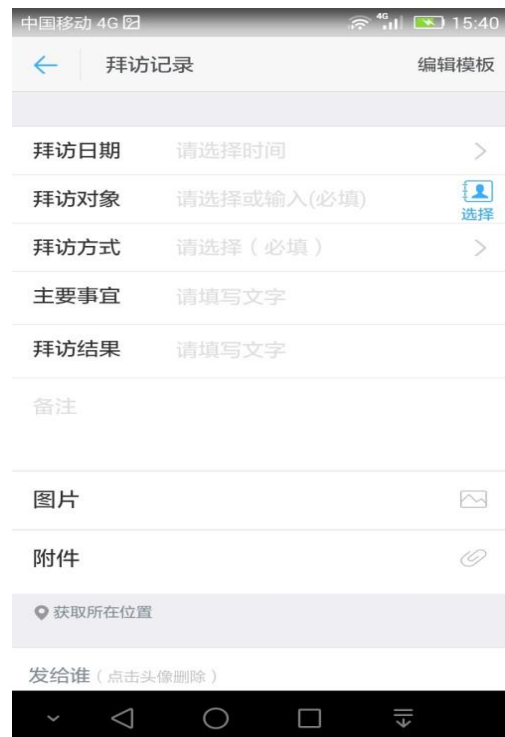 中国移动 4G 15:40
拜访记录 编辑模板
拜访日期 请选择时间
拜访对象 请选择或输入(必填) 选择
拜访方式 请选择（必填）
主要事宜 请填写文字
拜访结果 请填写文字
备注
图片
附件
获取所在位置
发给谁（点击头像删除）